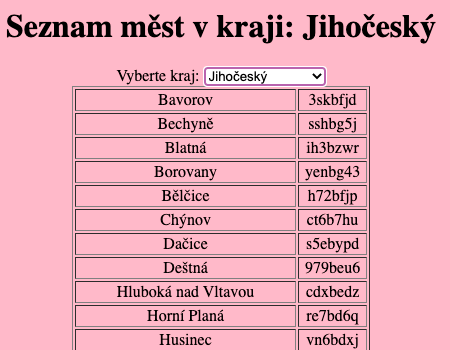 Seznam měst v kraji: Jihočeský
Vyberte kraj: Jihočeský
Bavorov 3skbfjd
Bechyně sshbg5j
Blatná ih3bzwr
Borovany yenbg43
Bělčice h72bfjp
Chýnov ct6b7hu
Dačice s5ebypd
Deštná 979beu6
Hluboká nad Vltavou cdxbedz
Horní Planá re7bd6q
Husinec vn6bdxj